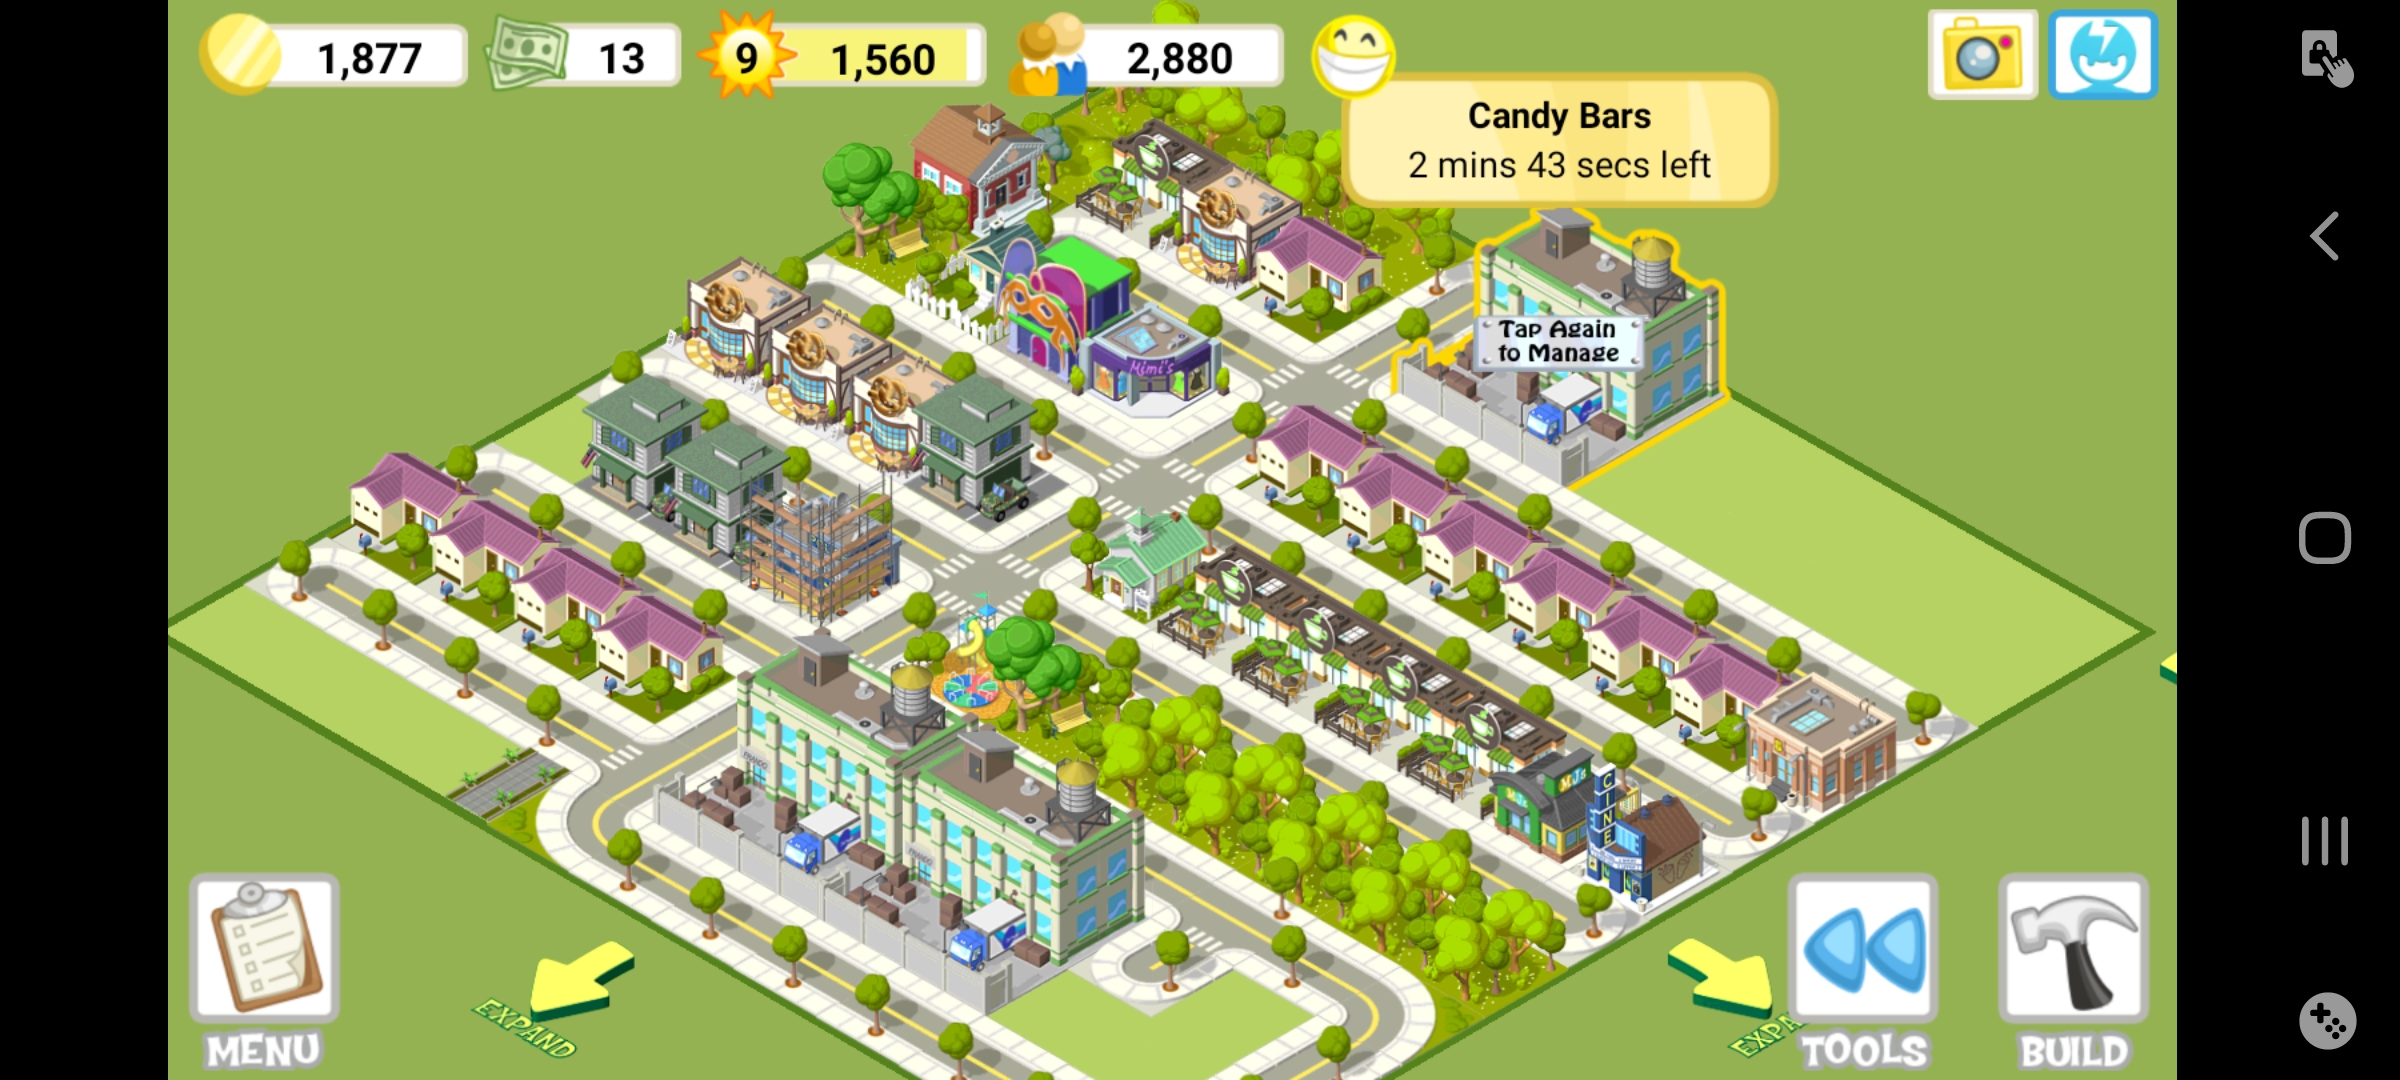 1,877
13
9
1,560
2,880
Candy Bars
2 mins 43 secs left
Tap Again
to Manage
Mimi's
CINE
EXPAND
EXPA
MENU
TOOLS
BUILD